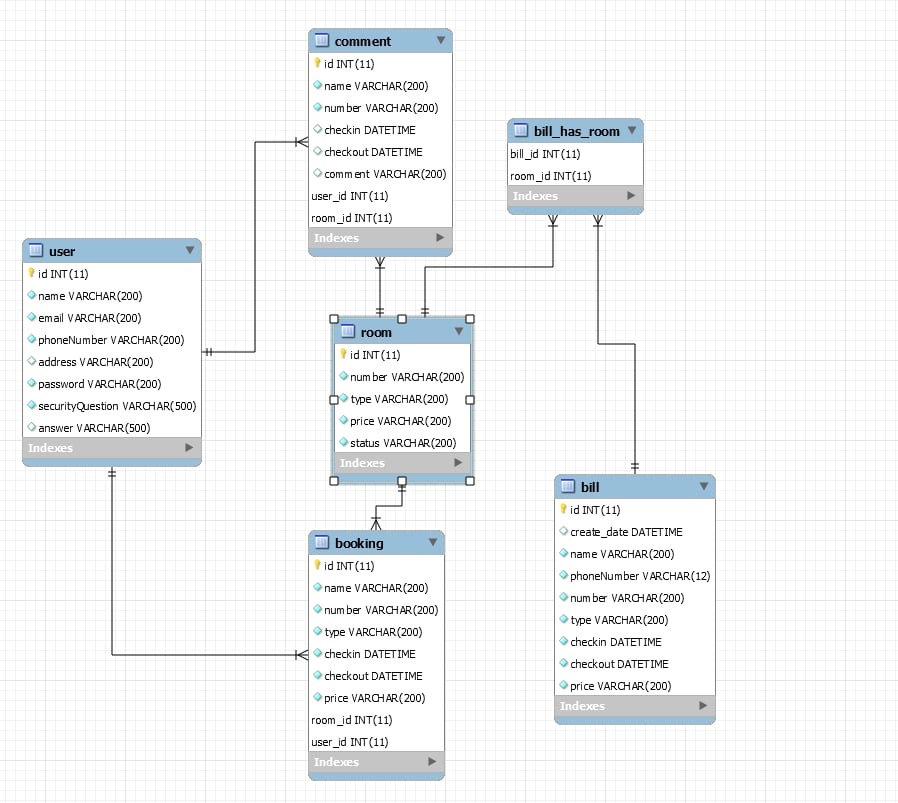 comment
id INT(11)
name VARCHAR(200)
number VARCHAR(200)
checkin DATETIME
checkout DATETIME
comment VARCHAR(200)
user_id INT(11)
room_id INT(11)
Indexes
bill_has_room
bill_id INT(11)
room_id INT(11)
Indexes
user
id INT(11)
name VARCHAR(200)
email VARCHAR(200)
phoneNumber VARCHAR(200)
address VARCHAR(200)
password VARCHAR(200)
securityQuestion VARCHAR(500)
answer VARCHAR(500)
Indexes
room
id INT(11)
number VARCHAR(200)
type VARCHAR(200)
price VARCHAR(200)
status VARCHAR(200)
Indexes
booking
id INT(11)
name VARCHAR(200)
number VARCHAR(200)
type VARCHAR(200)
checkin DATETIME
checkout DATETIME
price VARCHAR(200)
room_id INT(11)
user_id INT(11)
Indexes
bill
id INT(11)
create_date DATETIME
name VARCHAR(200)
phoneNumber VARCHAR(12)
number VARCHAR(200)
type VARCHAR(200)
checkin DATETIME
checkout DATETIME
price VARCHAR(200)
Indexes